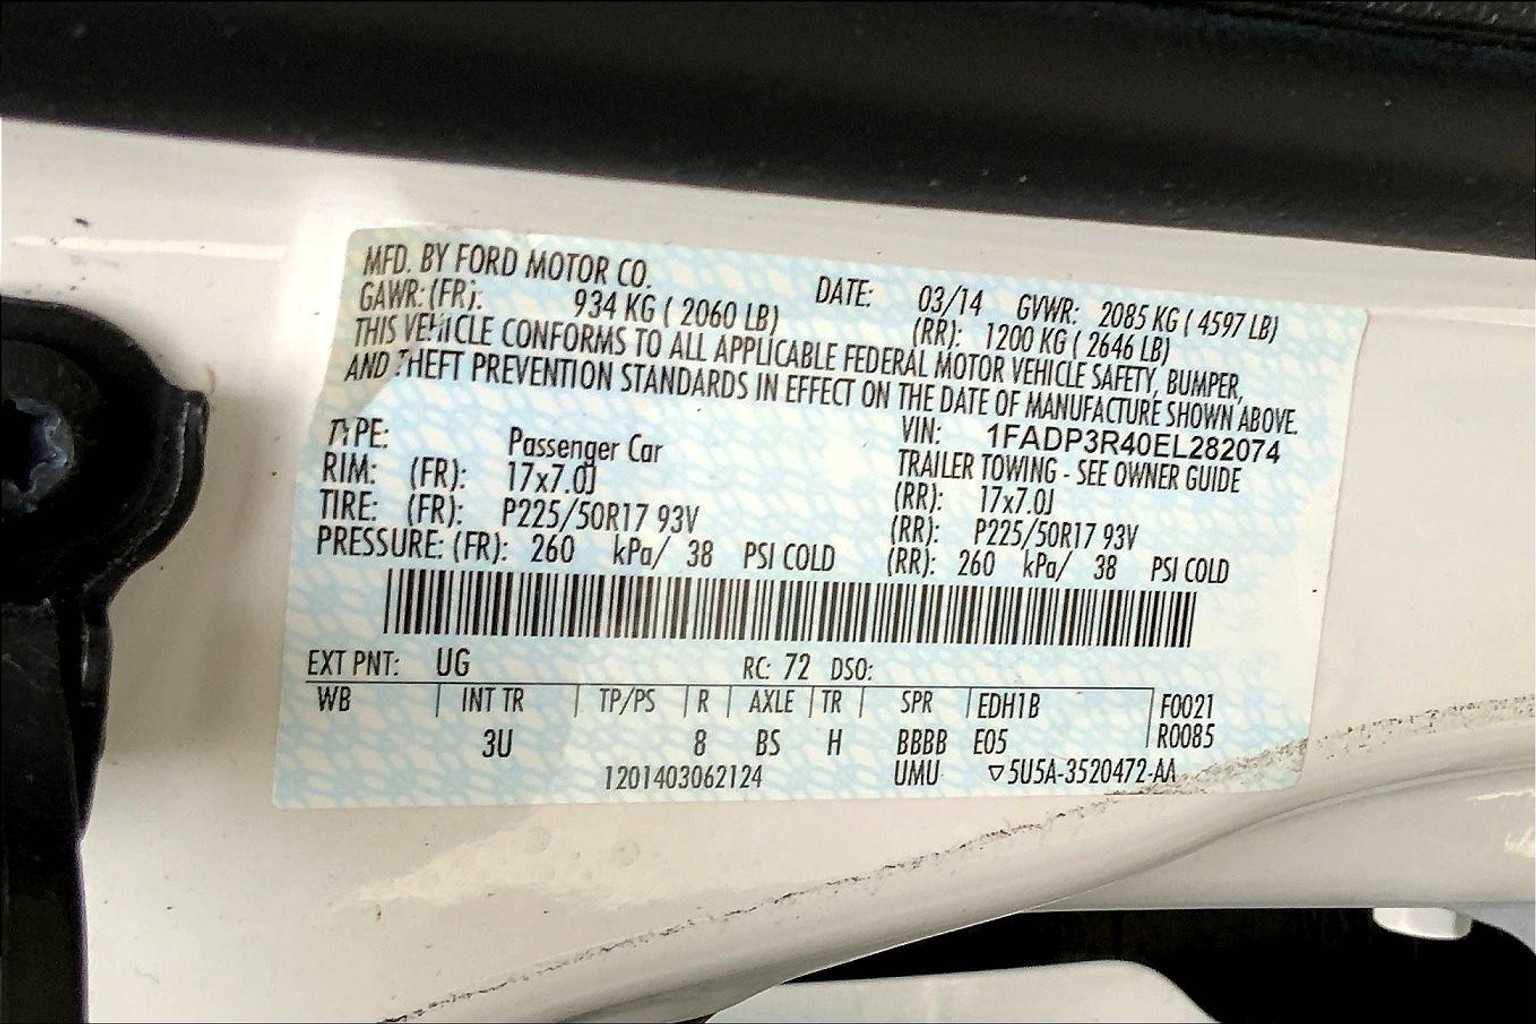 MFD. BY FORD MOTOR CO. DATE: 03/14 GVWR: 2085 KG ( 4597 LB)
GAWR: (FR): 934 KG ( 2060 LB) (RR): 1200 KG ( 2646 LB)
THIS VEHICLE CONFORMS TO ALL APPLICABLE FEDERAL MOTOR VEHICLE SAFETY, BUMPER,
AND THEFT PREVENTION STANDARDS IN EFFECT ON THE DATE OF MANUFACTURE SHOWN ABOVE.
VIN: 1FADP3R40EL282074
TYPE: Passenger Car TRAILER TOWING - SEE OWNER GUIDE
RIM: (FR): 17x7.0J (RR): 17x7.0J
TIRE: (FR): P225/50R17 93V (RR): P225/50R17 93V
PRESSURE: (FR): 260 kPa/ 38 PSI COLD (RR): 260 kPa/ 38 PSI COLD
EXT PNT: UG RC: 72 DSO:
WB | INT TR | TP/PS | R | AXLE | TR | SPR | EDH1B | F0021
3U 8 BS H BBBB E05 R0085
1201403062124 UMU ▽5U5A-3520472-AA